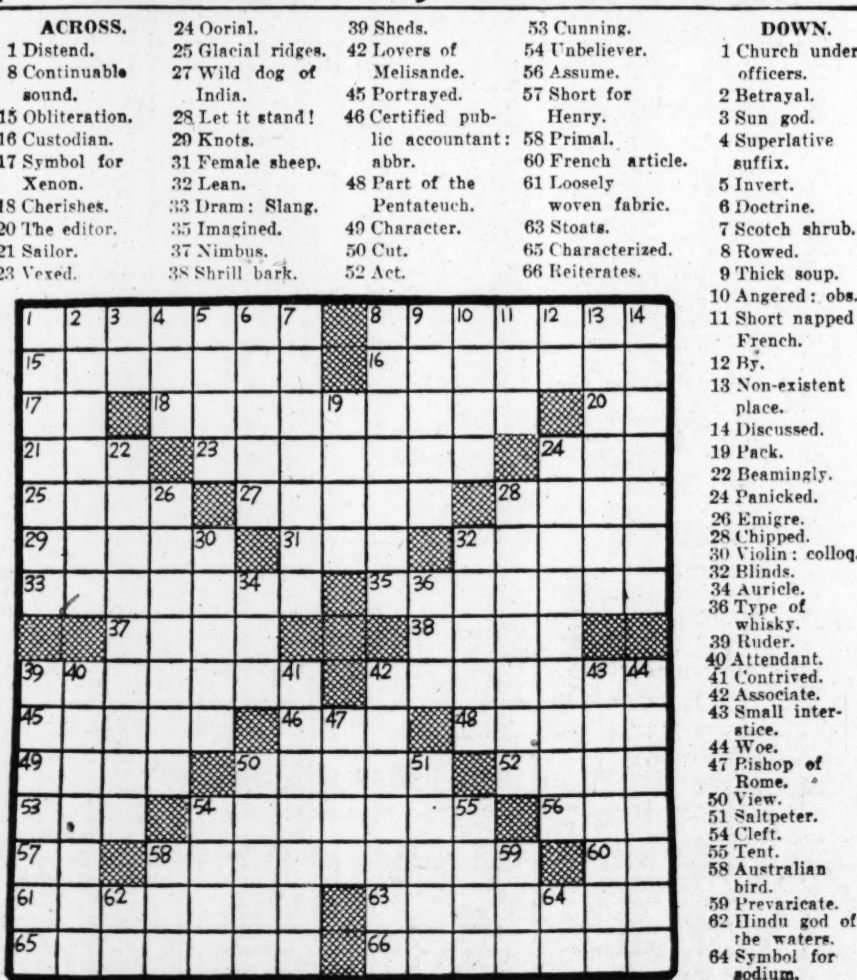 ACROSS.
1 Distend.
8 Continuable
sound.
15 Obliteration.
16 Custodian.
17 Symbol for
Xenon.
18 Cherishes.
20 The editor.
21 Sailor.
23 Vexed.
24 Oorial.
25 Glacial ridges.
27 Wild dog of
India.
28 Let it stand!
29 Knots.
31 Female sheep.
32 Lean.
33 Dram: Slang.
35 Imagined.
37 Nimbus.
38 Shrill bark.
39 Sheds.
42 Lovers of
Melisande.
45 Portrayed.
46 Certified pub-
lic accountant:
abbr.
48 Part of the
Pentateuch.
49 Character.
50 Cut.
52 Act.
53 Cunning.
54 Unbeliever.
56 Assume.
57 Short for
Henry.
58 Primal.
60 French article.
61 Loosely
woven fabric.
63 Stoats.
65 Characterized.
66 Reiterates.
DOWN.
1 Church under
officers.
2 Betrayal.
3 Sun god.
4 Superlative
suffix.
5 Invert.
6 Doctrine.
7 Scotch shrub.
8 Rowed.
9 Thick soup.
10 Angered: obs.
11 Short napped
French.
12 By.
13 Non-existent
place.
14 Discussed.
19 Pack.
22 Beamingly.
24 Panicked.
26 Emigre.
28 Chipped.
30 Violin: colloq.
32 Blinds.
34 Auricle.
36 Type of
whisky.
39 Ruder.
40 Attendant.
41 Contrived.
42 Associate.
43 Small inter-
stice.
44 Woe.
47 Bishop of
Rome.
50 View.
51 Saltpeter.
54 Cleft.
55 Tent.
58 Australian
bird.
59 Prevaricate.
62 Hindu god of
the waters.
64 Symbol for
sodium.
1 2 3 4 5 6 7 8 9 10 11 12 13 14
15 16
17 18 19 20
21 22 23 24
25 26 27 28
29 30 31 32
33 34 35 36
37 38
39 40 41 42 43 44
45 46 47 48
49 50 51 52
53 54 55 56
57 58 59 60
61 62 63 64
65 66